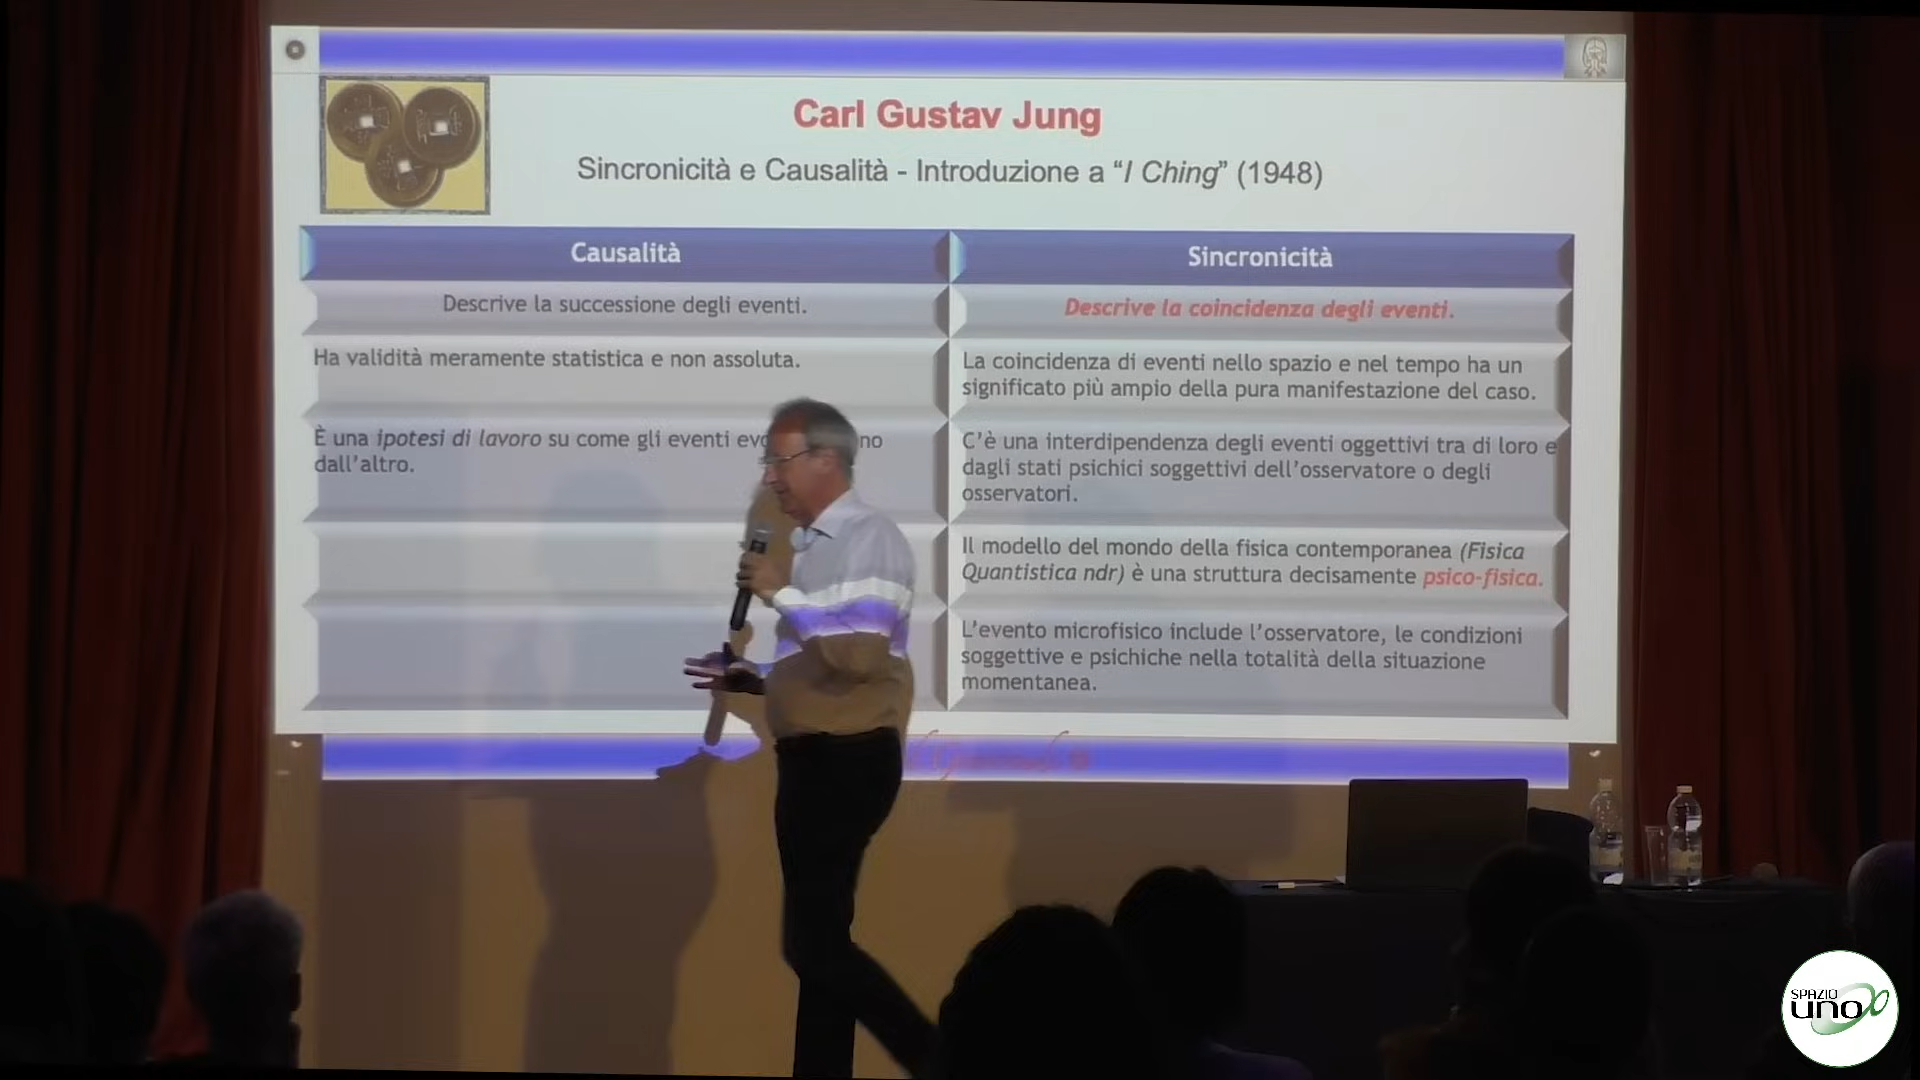 Carl Gustav Jung
Sincronicità e Causalità - Introduzione a “I Ching” (1948)
Causalità
Sincronicità
Descrive la successione degli eventi.
Descrive la coincidenza degli eventi.
Ha validità meramente statistica e non assoluta.
La coincidenza di eventi nello spazio e nel tempo ha un
significato più ampio della pura manifestazione del caso.
È una ipotesi di lavoro su come gli eventi
dall’altro.
C’è una interdipendenza degli eventi oggettivi tra di loro e
dagli stati psichici soggettivi dell’osservatore o degli
osservatori.
Il modello del mondo della fisica contemporanea (Fisica
Quantistica ndr) è una struttura decisamente psico-fisica.
L’evento microfisico include l’osservatore, le condizioni
soggettive e psichiche nella totalità della situazione
momentanea.
SPAZIO
uno